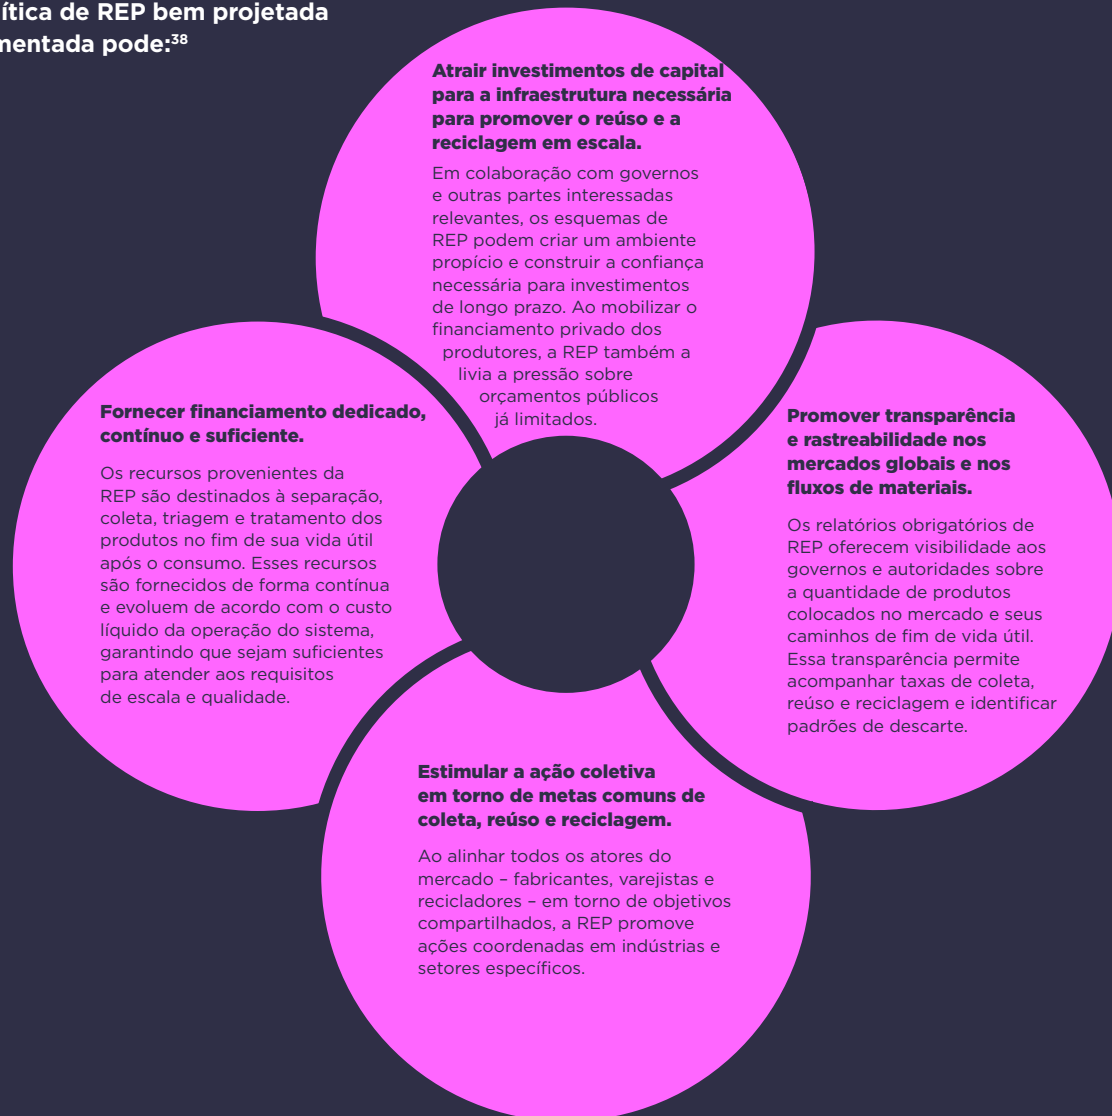 ítica de REP bem projetada
mentada pode:³⁸
Atrair investimentos de capital
para a infraestrutura necessária
para promover o reúso e a
reciclagem em escala.
Em colaboração com governos
e outras partes interessadas
relevantes, os esquemas de
REP podem criar um ambiente
propício e construir a confiança
necessária para investimentos
de longo prazo. Ao mobilizar o
financiamento privado dos
produtores, a REP também a
livia a pressão sobre
orçamentos públicos
já limitados.
Fornecer financiamento dedicado,
contínuo e suficiente.
Os recursos provenientes da
REP são destinados à separação,
coleta, triagem e tratamento dos
produtos no fim de sua vida útil
após o consumo. Esses recursos
são fornecidos de forma contínua
e evoluem de acordo com o custo
líquido da operação do sistema,
garantindo que sejam suficientes
para atender aos requisitos
de escala e qualidade.
Promover transparência
e rastreabilidade nos
mercados globais e nos
fluxos de materiais.
Os relatórios obrigatórios de
REP oferecem visibilidade aos
governos e autoridades sobre
a quantidade de produtos
colocados no mercado e seus
caminhos de fim de vida útil.
Essa transparência permite
acompanhar taxas de coleta,
reúso e reciclagem e identificar
padrões de descarte.
Estimular a ação coletiva
em torno de metas comuns de
coleta, reúso e reciclagem.
Ao alinhar todos os atores do
mercado – fabricantes, varejistas e
recicladores – em torno de objetivos
compartilhados, a REP promove
ações coordenadas em indústrias e
setores específicos.